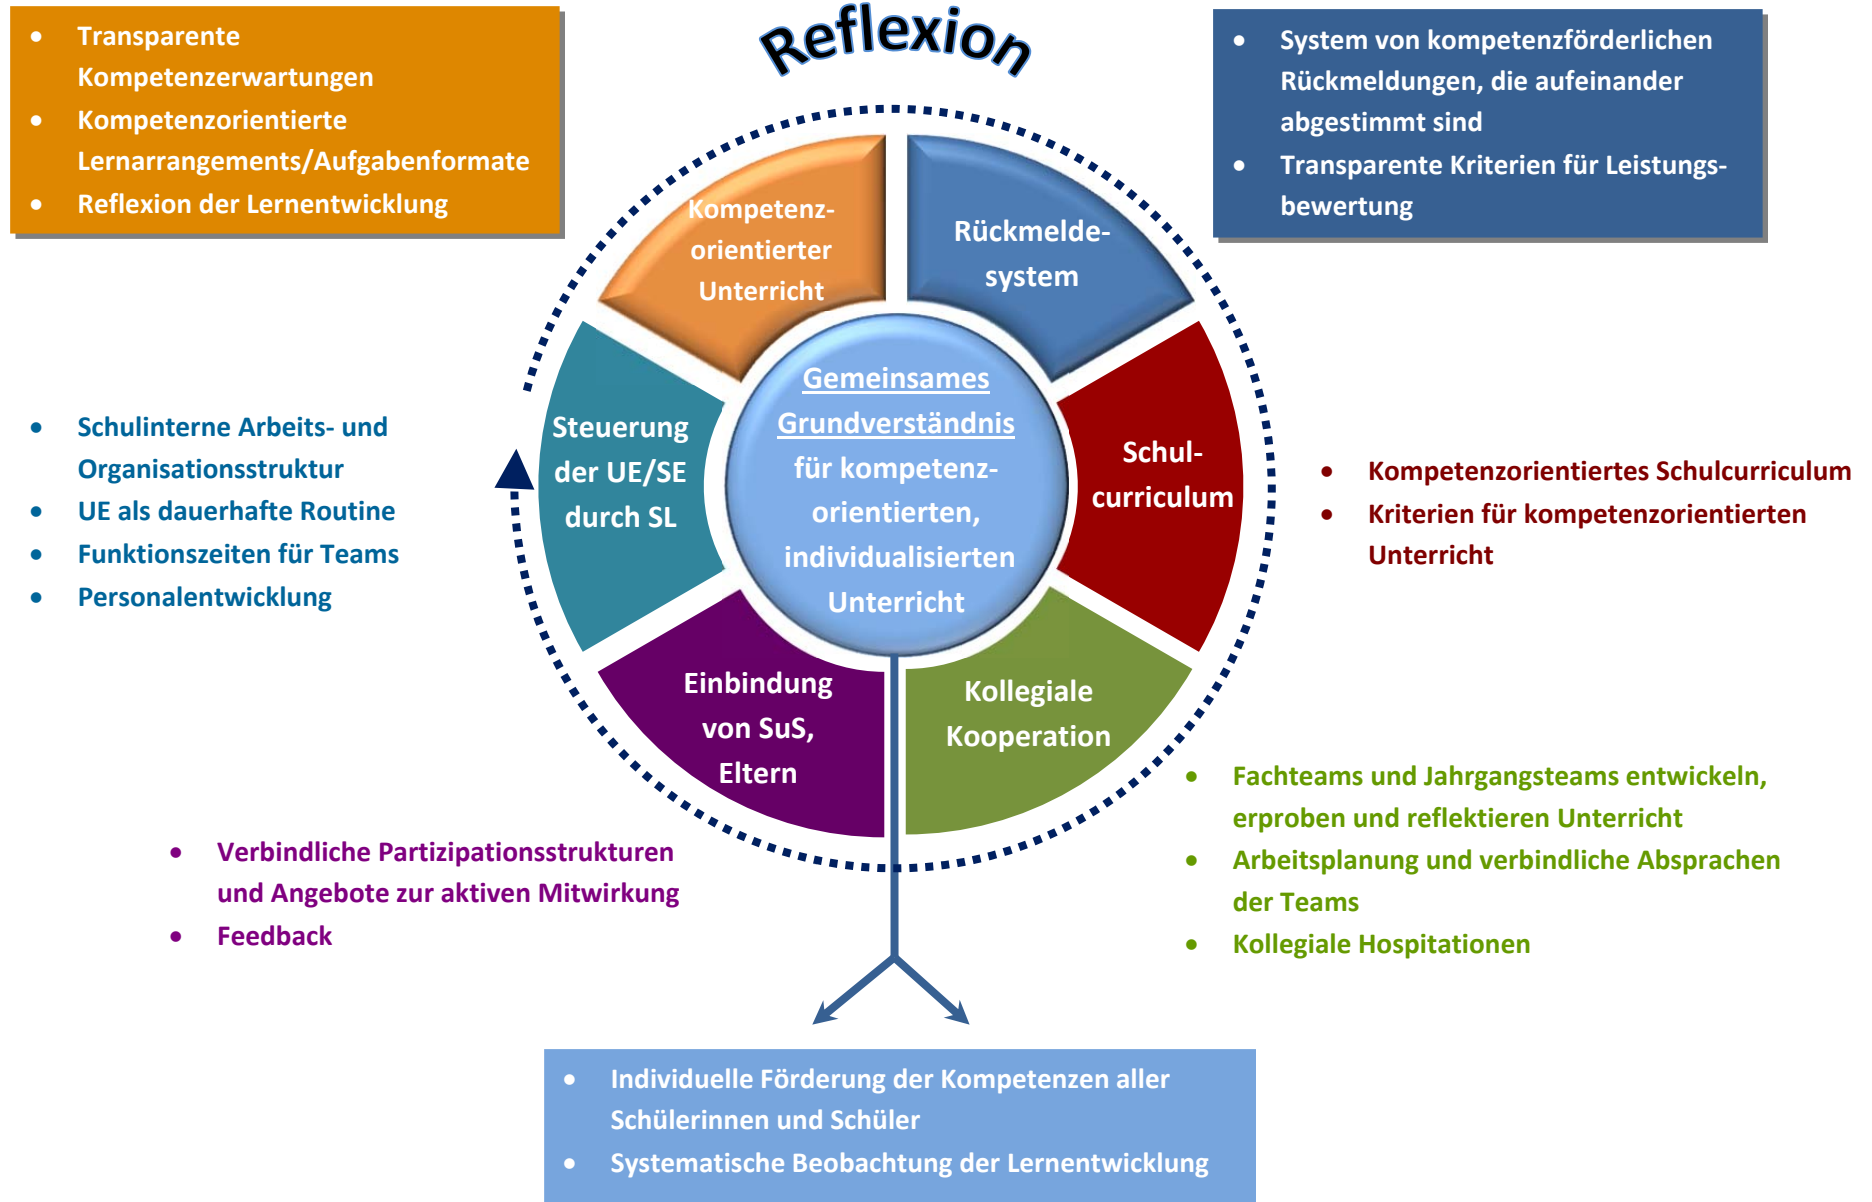 Reflexion
• Transparente
Kompetenzerwartungen
• Kompetenzorientierte
Lernarrangements/Aufgabenformate
• Reflexion der Lernentwicklung
• System von kompetenzförderlichen
Rückmeldungen, die aufeinander
abgestimmt sind
• Transparente Kriterien für Leistungs-
bewertung
Kompetenz-
orientierter
Unterricht
Rückmelde-
system
Gemeinsames
Grundverständnis
für kompetenz-
orientierten,
individualisierten
Unterricht
Steuerung
der UE/SE
durch SL
Schul-
curriculum
• Schulinterne Arbeits- und
Organisationsstruktur
• UE als dauerhafte Routine
• Funktionszeiten für Teams
• Personalentwicklung
• Kompetenzorientiertes Schulcurriculum
• Kriterien für kompetenzorientierten
Unterricht
Einbindung
von SuS,
Eltern
Kollegiale
Kooperation
• Verbindliche Partizipationsstrukturen
und Angebote zur aktiven Mitwirkung
• Feedback
• Fachteams und Jahrgangsteams entwickeln,
erproben und reflektieren Unterricht
• Arbeitsplanung und verbindliche Absprachen
der Teams
• Kollegiale Hospitationen
• Individuelle Förderung der Kompetenzen aller
Schülerinnen und Schüler
• Systematische Beobachtung der Lernentwicklung